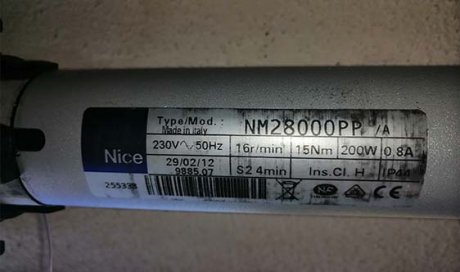 Type/Mod.: NM28000PP /A
Made in Italy
Nice
230V~50Hz 16r/min 15Nm 200W 0,8A
29/02/12 S2 4min Ins.Cl. H IP44
9885.07
255333